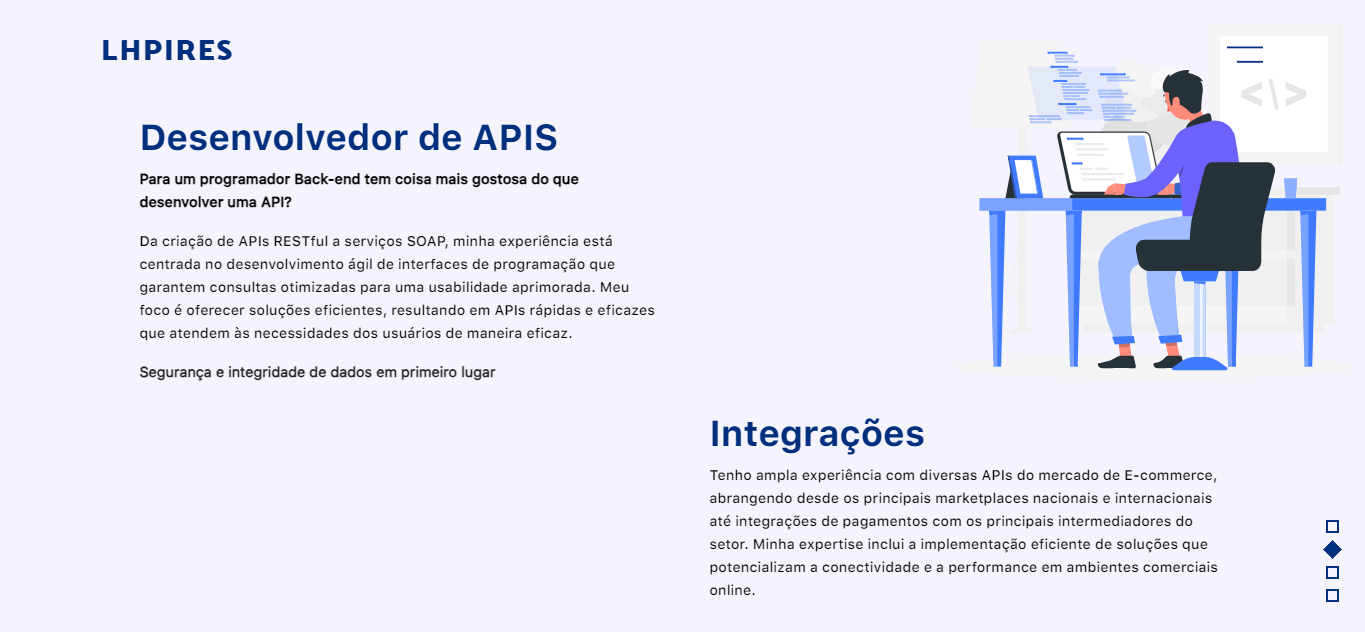 LHPIRES
Desenvolvedor de APIS
Para um programador Back-end tem coisa mais gostosa do que
desenvolver uma API?
Da criação de APIs RESTful a serviços SOAP, minha experiência está
centrada no desenvolvimento ágil de interfaces de programação que
garantem consultas otimizadas para uma usabilidade aprimorada. Meu
foco é oferecer soluções eficientes, resultando em APIs rápidas e eficazes
que atendem às necessidades dos usuários de maneira eficaz.
Segurança e integridade de dados em primeiro lugar
</>
Integrações
Tenho ampla experiência com diversas APIs do mercado de E-commerce,
abrangendo desde os principais marketplaces nacionais e internacionais
até integrações de pagamentos com os principais intermediadores do
setor. Minha expertise inclui a implementação eficiente de soluções que
potencializam a conectividade e a performance em ambientes comerciais
online.